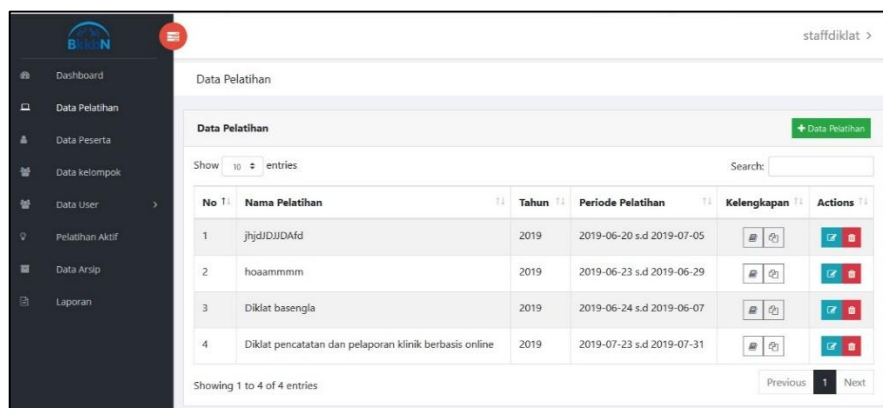 BkkbN
staffdiklat >
Dashboard
Data Pelatihan
Data Peserta
Data kelompok
Data User >
Pelatihan Aktif
Data Arsip
Laporan
Data Pelatihan
Data Pelatihan
+ Data Pelatihan
Show 10 entries
Search:
No Nama Pelatihan Tahun Periode Pelatihan Kelengkapan Actions
1 jhjdJDJJDAfd 2019 2019-06-20 s.d 2019-07-05
2 hoaammmm 2019 2019-06-23 s.d 2019-06-29
3 Diklat basengla 2019 2019-06-24 s.d 2019-06-07
4 Diklat pencatatan dan pelaporan klinik berbasis online 2019 2019-07-23 s.d 2019-07-31
Showing 1 to 4 of 4 entries
Previous 1 Next